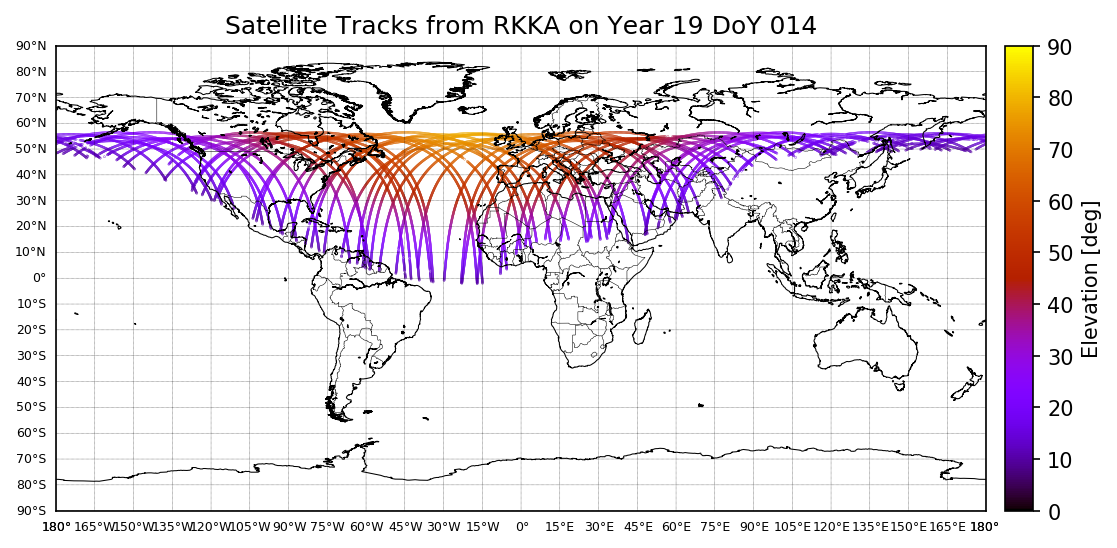 Satellite Tracks from RKKA on Year 19 DoY 014
90°N
80°N
70°N
60°N
50°N
40°N
30°N
20°N
10°N
0°
10°S
20°S
30°S
40°S
50°S
60°S
70°S
80°S
90°S
180° 165°W 150°W 135°W 120°W 105°W 90°W 75°W 60°W 45°W 30°W 15°W 0° 15°E 30°E 45°E 60°E 75°E 90°E 105°E 120°E 135°E 150°E 165°E 180°
90
80
70
60
50
40
30
20
10
0
Elevation [deg]